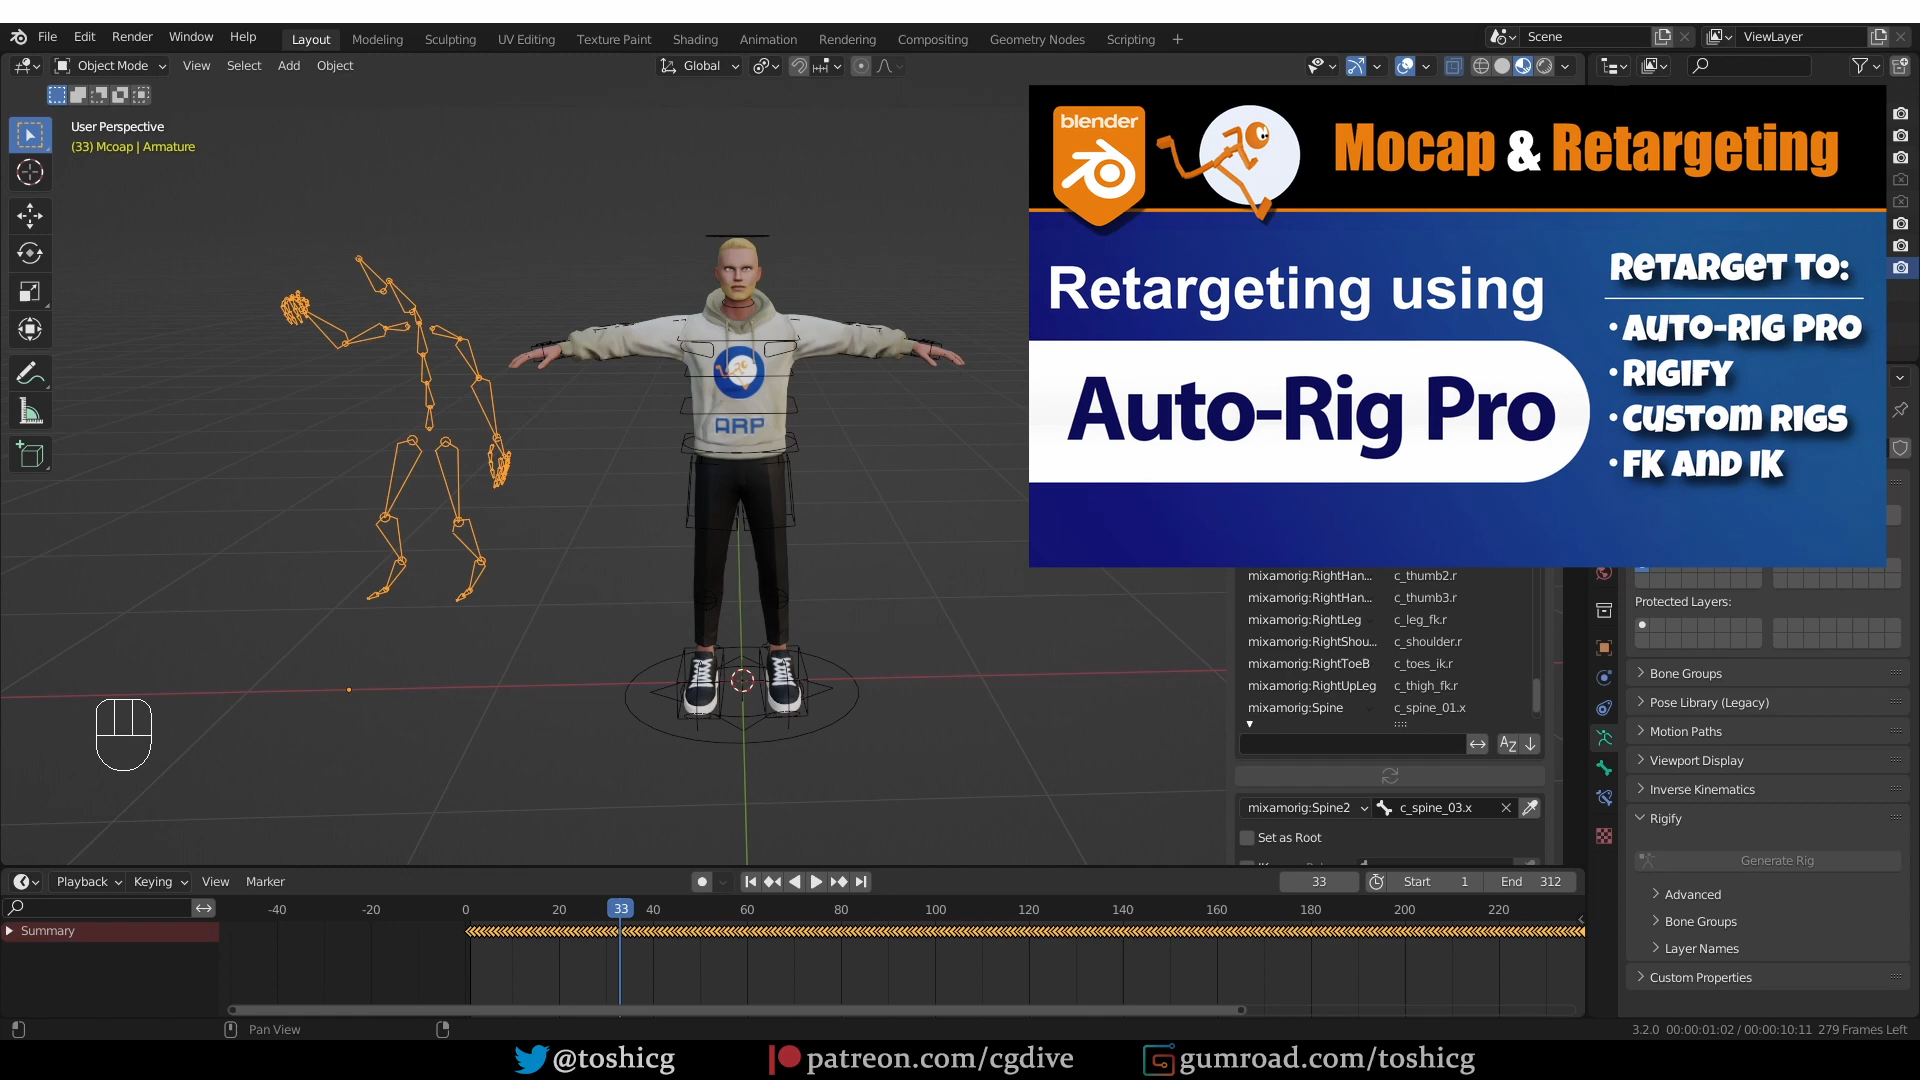 File Edit Render Window Help Layout Modeling Sculpting UV Editing Texture Paint Shading Animation Rendering Compositing Geometry Nodes Scripting + Scene ViewLayer
Object Mode View Select Add Object Global
User Perspective
(33) Mcoap | Armature
blender
Mocap & Retargeting
Retargeting using
Auto-Rig Pro
Retarget to:
• Auto-Rig Pro
• Rigify
• Custom Rigs
• FK and IK
ARP
mixamorig:RightHan... c_thumb2.r
mixamorig:RightHan... c_thumb3.r
mixamorig:RightLeg c_leg_fk.r
mixamorig:RightShou... c_shoulder.r
mixamorig:RightToeB c_toes_ik.r
mixamorig:RightUpLeg c_thigh_fk.r
mixamorig:Spine c_spine_01.x
mixamorig:Spine2 c_spine_03.x
Set as Root
Protected Layers:
Bone Groups
Pose Library (Legacy)
Motion Paths
Viewport Display
Inverse Kinematics
Rigify
Generate Rig
Advanced
Bone Groups
Layer Names
Custom Properties
Playback Keying View Marker 33 Start 1 End 312
-40 -20 0 20 33 40 60 80 100 120 140 160 180 200 220
Summary
Pan View 3.2.0 00:00:01:02 / 00:00:10:11 279 Frames Left
@toshicg patreon.com/cgdive gumroad.com/toshicg